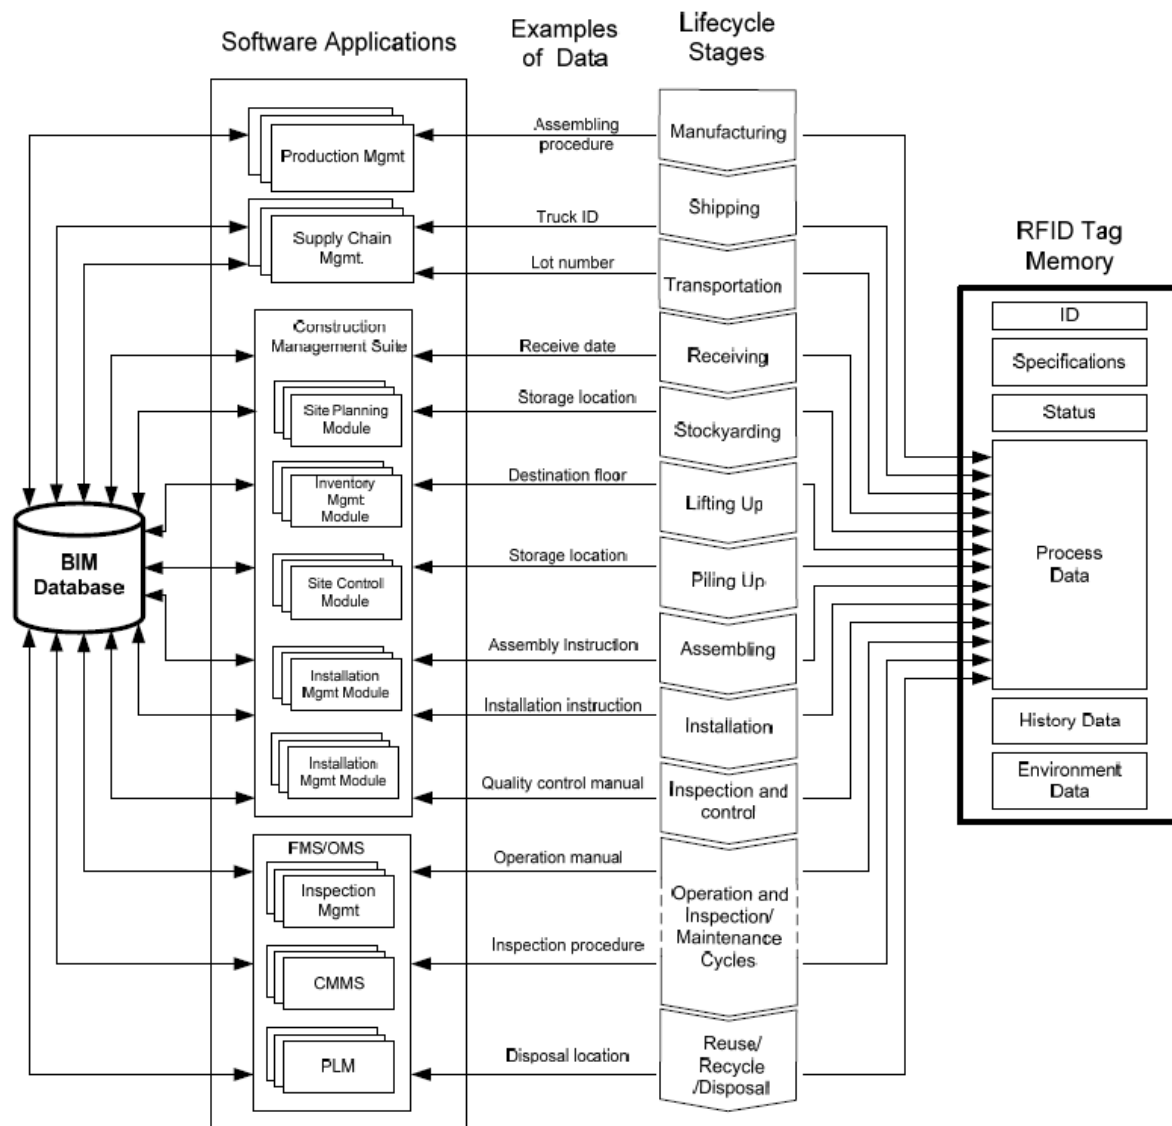 Software Applications
Examples
of Data
Lifecycle
Stages
Production Mgmt
Assembling
procedure
Manufacturing
Supply Chain
Mgmt.
Truck ID
Shipping
Lot number
Transportation
RFID Tag
Memory
ID
Specifications
Status
Process
Data
History Data
Environment
Data
Construction
Management Suite
Receive date
Receiving
Site Planning
Module
Storage location
Stockyarding
Inventory
Mgmt
Module
Destination floor
Lifting Up
BIM
Database
Site Control
Module
Storage location
Piling Up
Installation
Mgmt Module
Assembly Instruction
Assembling
Installation instruction
Installation
Installation
Mgmt Module
Quality control manual
Inspection and
control
FMS/OMS
Inspection
Mgmt
Operation manual
Operation and
Inspection/
Maintenance
Cycles
CMMS
Inspection procedure
PLM
Disposal location
Reuse/
Recycle
/Disposal